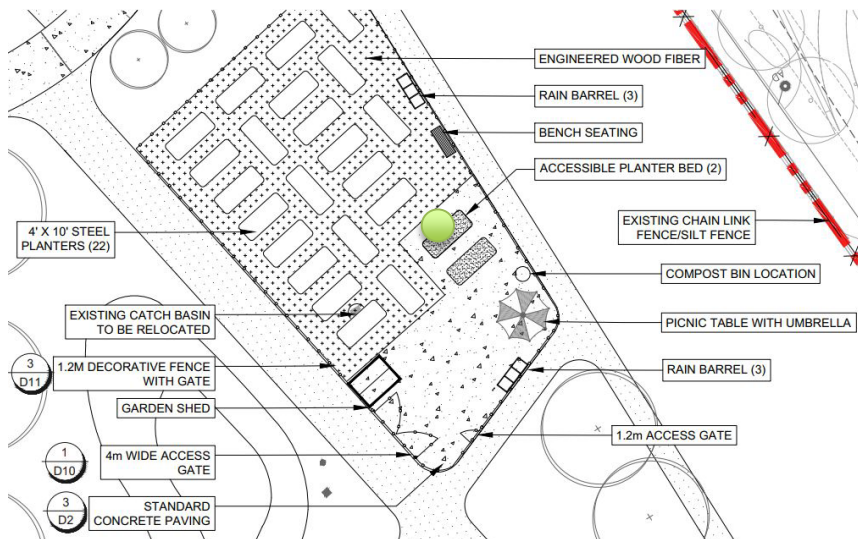 ENGINEERED WOOD FIBER
RAIN BARREL (3)
BENCH SEATING
ACCESSIBLE PLANTER BED (2)
EXISTING CHAIN LINK
FENCE/SILT FENCE
COMPOST BIN LOCATION
PICNIC TABLE WITH UMBRELLA
RAIN BARREL (3)
1.2m ACCESS GATE
4' X 10' STEEL
PLANTERS (22)
EXISTING CATCH BASIN
TO BE RELOCATED
3
D11
1.2M DECORATIVE FENCE
WITH GATE
GARDEN SHED
1
D10
4m WIDE ACCESS
GATE
3
D2
STANDARD
CONCRETE PAVING
AD